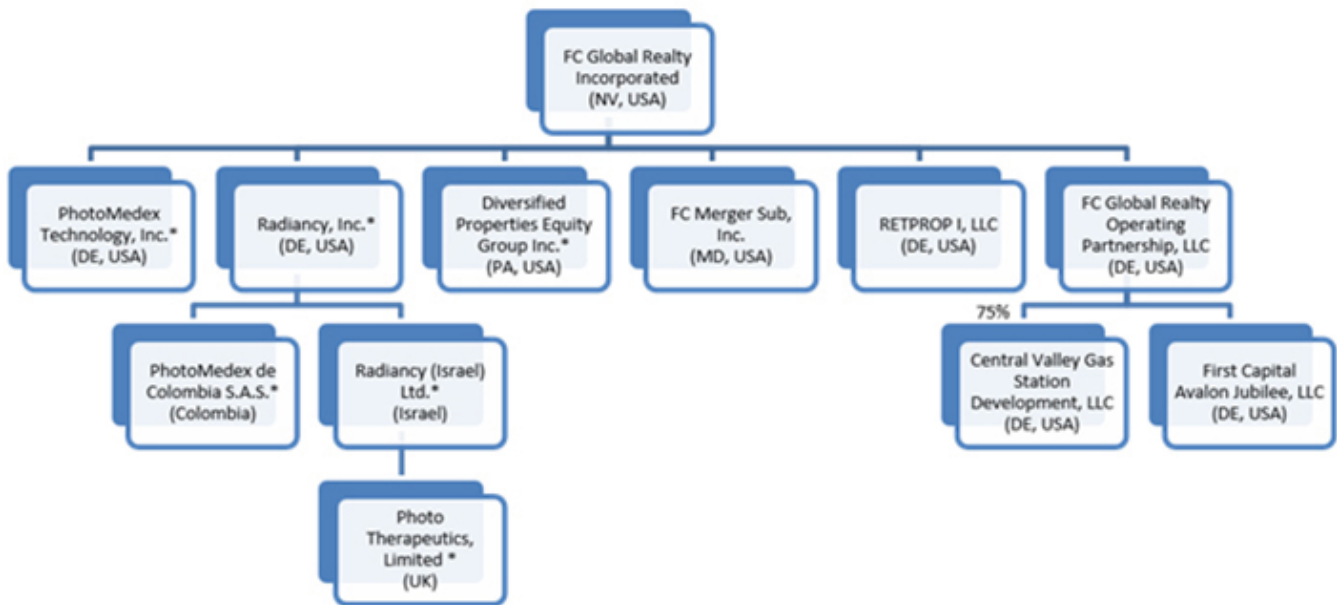 FC Global Realty
Incorporated
(NV, USA)
PhotoMedex
Technology, Inc.*
(DE, USA)
Radiancy, Inc.*
(DE, USA)
Diversified
Properties Equity
Group Inc.*
(PA, USA)
FC Merger Sub,
Inc.
(MD, USA)
RETPROP I, LLC
(DE, USA)
FC Global Realty
Operating
Partnership, LLC
(DE, USA)
PhotoMedex de
Colombia S.A.S.*
(Colombia)
Radiancy (Israel)
Ltd.*
(Israel)
75%
Central Valley Gas
Station
Development, LLC
(DE, USA)
First Capital
Avalon Jubilee, LLC
(DE, USA)
Photo
Therapeutics,
Limited *
(UK)